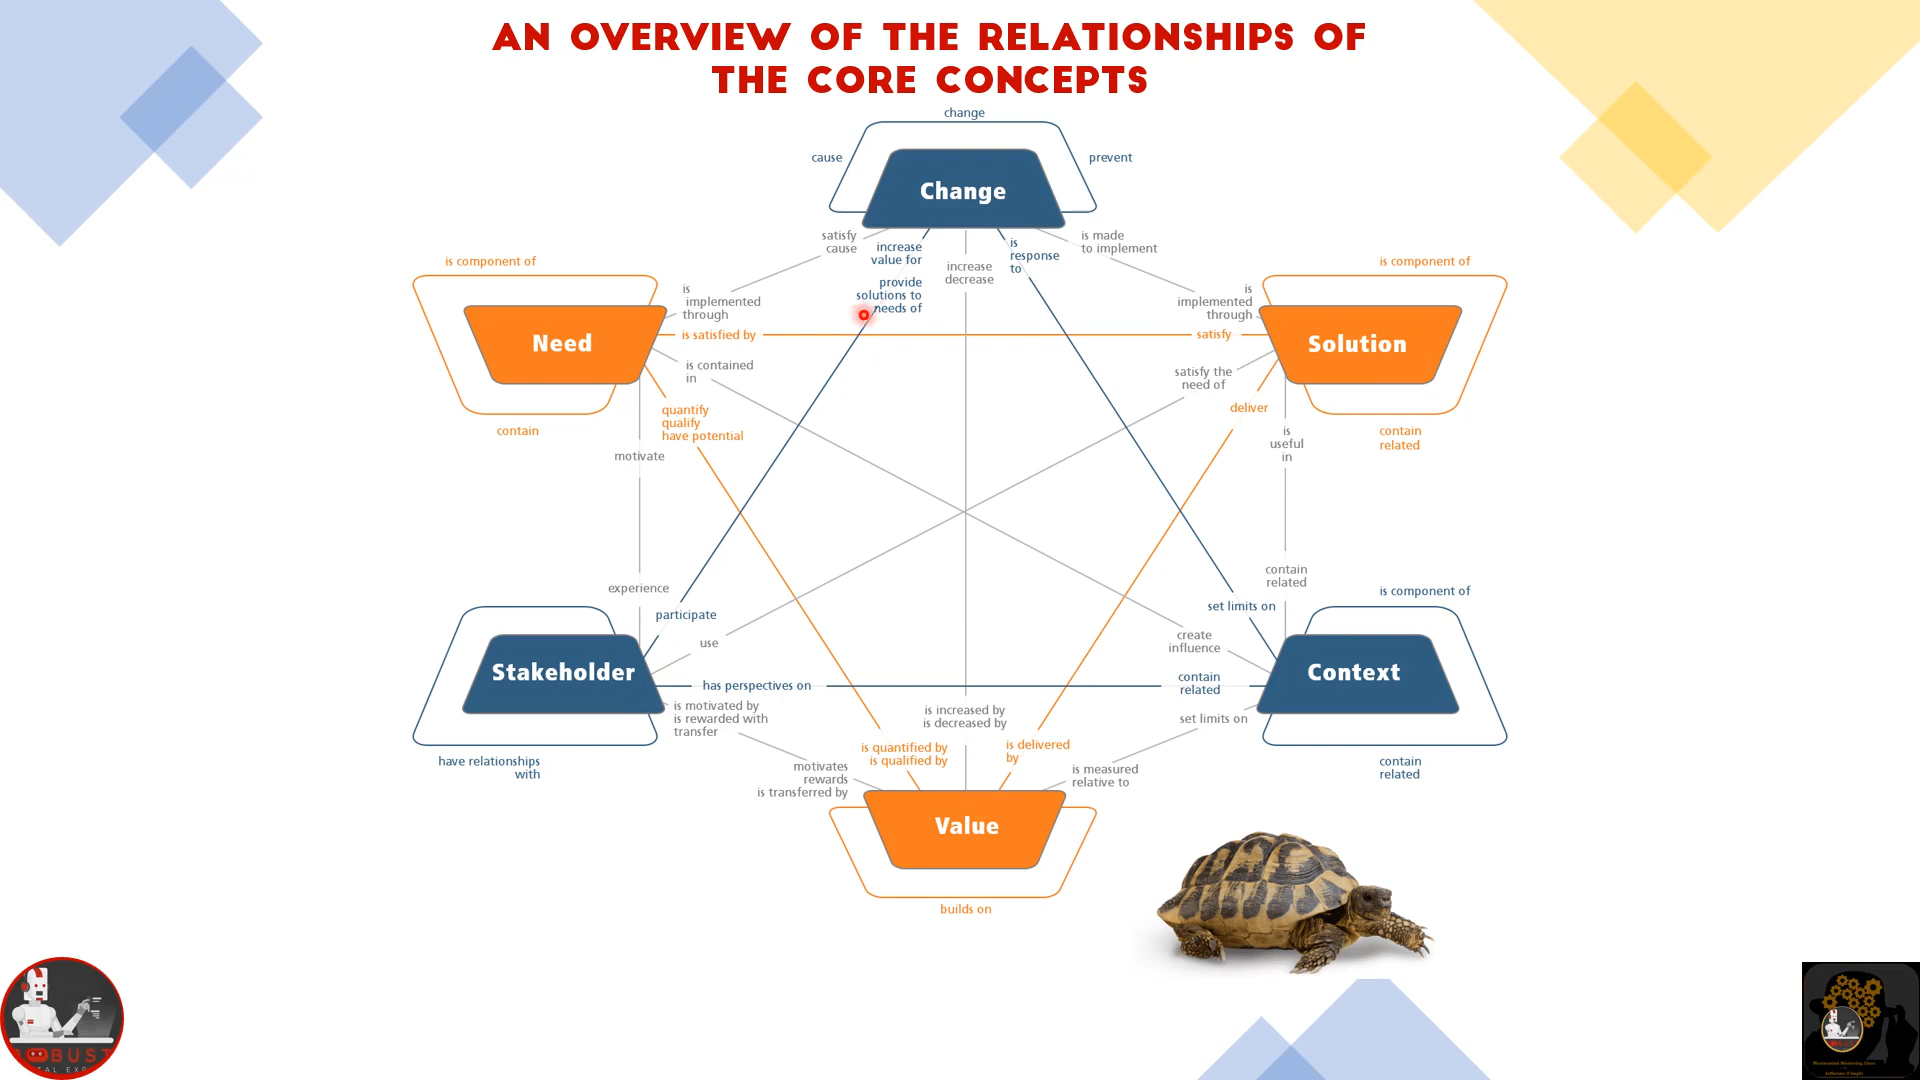 AN OVERVIEW OF THE RELATIONSHIPS OF
THE CORE CONCEPTS
change
cause
prevent
Change
satisfy
cause
increase
value for
provide
solutions to
needs of
increase
decrease
is
response
to
is made
to implement
is component of
Need
contain
is
implemented
through
is satisfied by
is contained
in
quantify
qualify
have potential
motivate
is component of
Solution
contain
related
is
implemented
through
satisfy
satisfy the
need of
deliver
is
useful
in
experience
participate
use
Stakeholder
has perspectives on
is motivated by
is rewarded with
transfer
have relationships
with
contain
related
is component of
set limits on
create
influence
Context
contain
related
set limits on
contain
related
is increased by
is decreased by
is quantified by
is qualified by
is delivered
by
motivates
rewards
is transferred by
is measured
relative to
Value
builds on